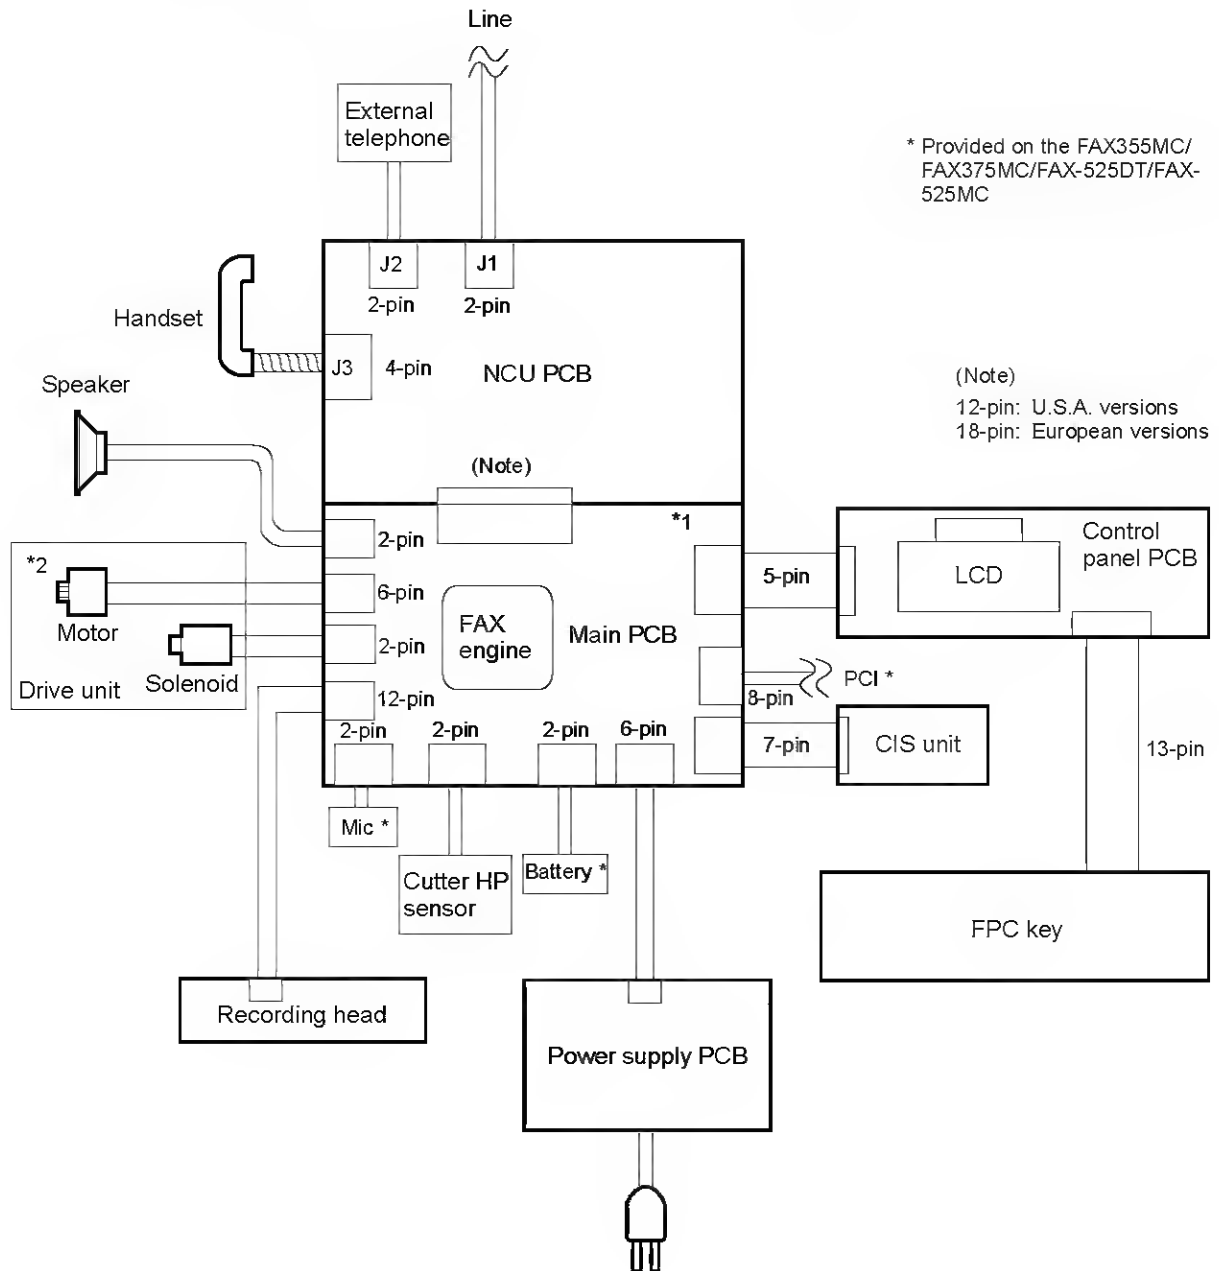 Line
External
telephone
* Provided on the FAX355MC/
FAX375MC/FAX-525DT/FAX-
525MC
J2
J1
2-pin
2-pin
Handset
J3
4-pin
NCU PCB
Speaker
(Note)
12-pin: U.S.A. versions
18-pin: European versions
(Note)
*1
2-pin
Control
panel PCB
LCD
5-pin
*2
6-pin
Motor
FAX
engine
Main PCB
2-pin
Solenoid
Drive unit
12-pin
PCI *
8-pin
2-pin
2-pin
2-pin
6-pin
7-pin
CIS unit
13-pin
Mic *
Cutter HP
sensor
Battery *
FPC key
Recording head
Power supply PCB